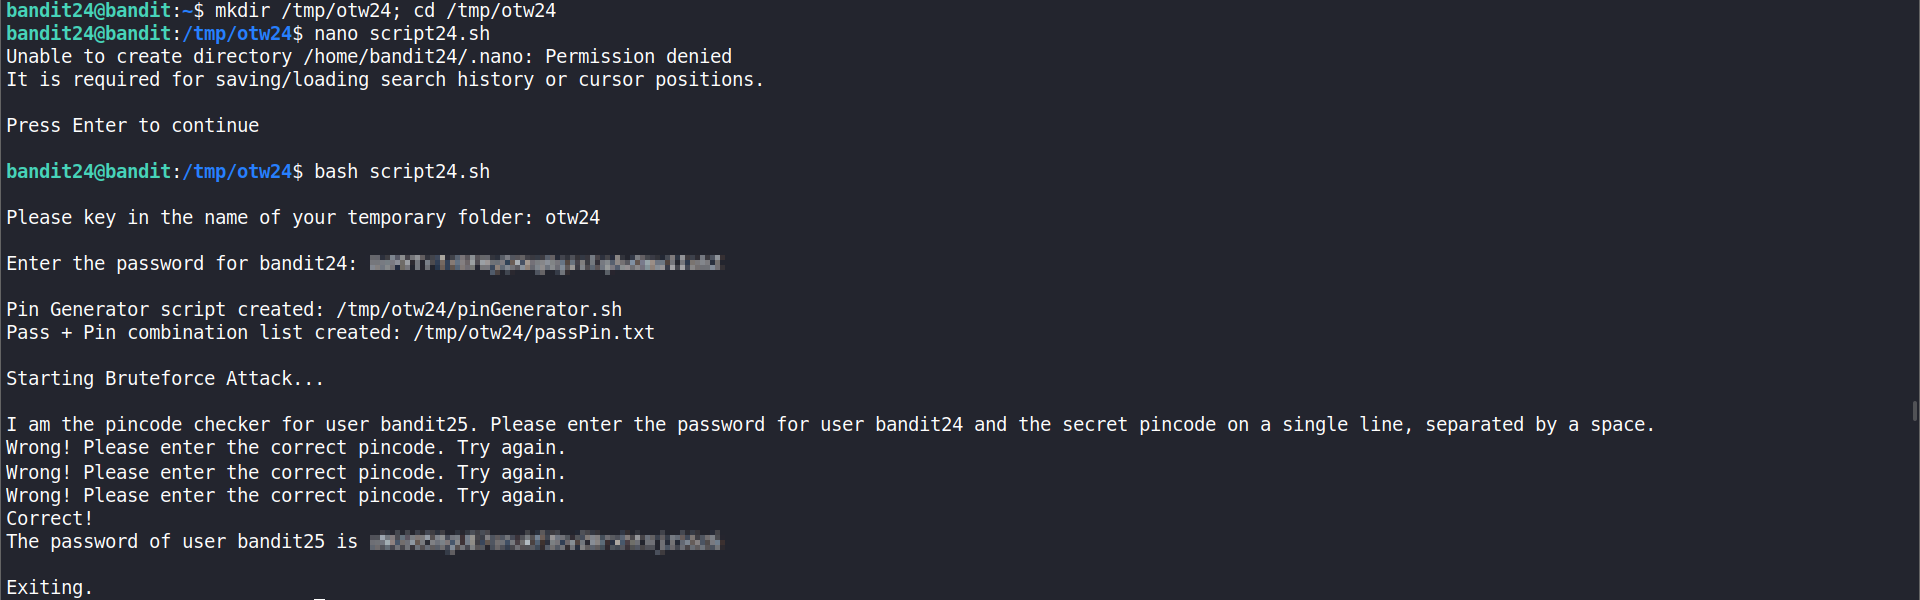 bandit24@bandit:~$ mkdir /tmp/otw24; cd /tmp/otw24
bandit24@bandit:/tmp/otw24$ nano script24.sh
Unable to create directory /home/bandit24/.nano: Permission denied
It is required for saving/loading search history or cursor positions.
Press Enter to continue
bandit24@bandit:/tmp/otw24$ bash script24.sh
Please key in the name of your temporary folder: otw24
Enter the password for bandit24:
Pin Generator script created: /tmp/otw24/pinGenerator.sh
Pass + Pin combination list created: /tmp/otw24/passPin.txt
Starting Bruteforce Attack...
I am the pincode checker for user bandit25. Please enter the password for user bandit24 and the secret pincode on a single line, separated by a space.
Wrong! Please enter the correct pincode. Try again.
Wrong! Please enter the correct pincode. Try again.
Wrong! Please enter the correct pincode. Try again.
Correct!
The password of user bandit25 is
Exiting.